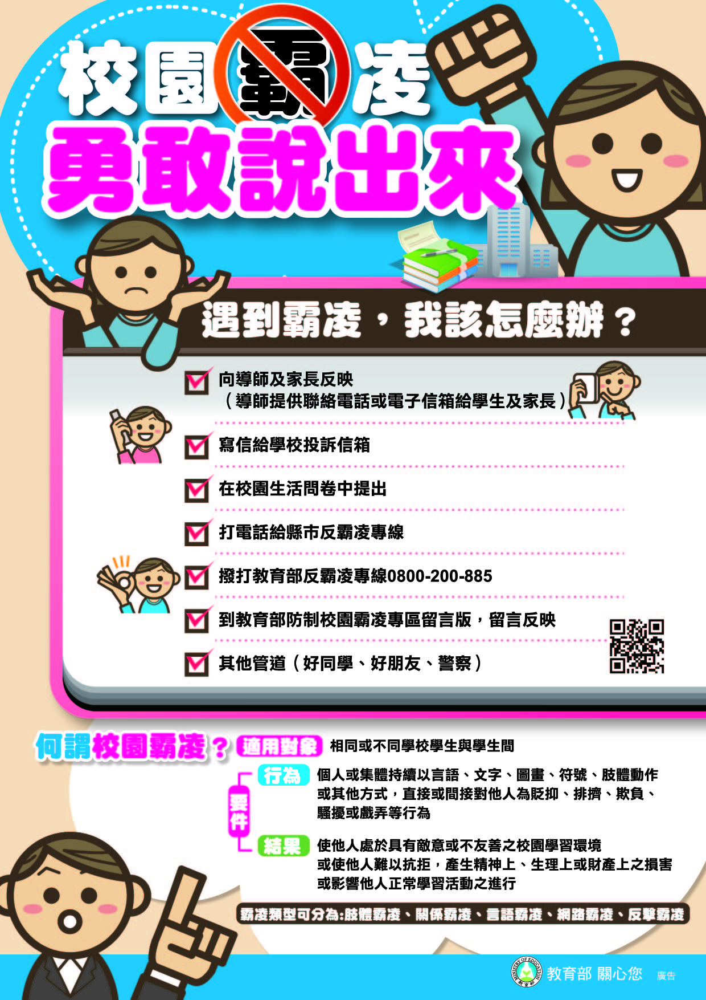 校園霸凌
勇敢說出來
遇到霸凌，我該怎麼辦？
向導師及家長反映
（導師提供聯絡電話或電子信箱給學生及家長）
寫信給學校投訴信箱
在校園生活問卷中提出
打電話給縣市反霸凌專線
撥打教育部反霸凌專線0800-200-885
到教育部防制校園霸凌專區留言版，留言反映
其他管道（好同學、好朋友、警察）
何謂校園霸凌？ 適用對象 相同或不同學校學生與學生間
要件
行為 個人或集體持續以言語、文字、圖畫、符號、肢體動作
或其他方式，直接或間接對他人為貶抑、排擠、欺負、
騷擾或戲弄等行為
結果 使他人處於具有敵意或不友善之校園學習環境
或使他人難以抗拒，產生精神上、生理上或財產上之損害
或影響他人正常學習活動之進行
霸凌類型可分為:肢體霸凌、關係霸凌、言語霸凌、網路霸凌、反擊霸凌
MINISTRY OF EDUCATION
教育部
教育部 關心您 廣告